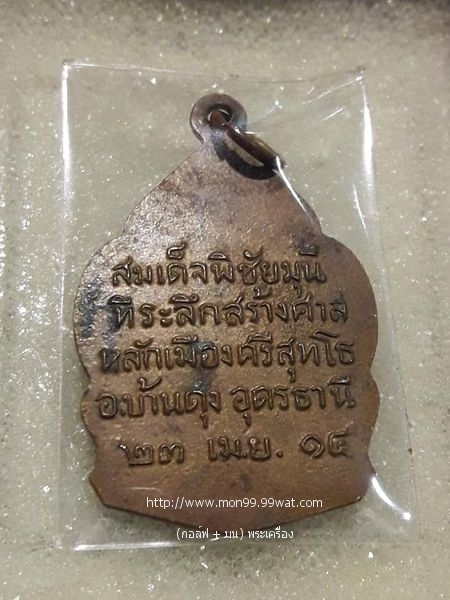 สมเด็จพิชัยมุนี
ที่ระลึกสร้างศาล
หลักเมืองศรีสุทโธ
อ.บ้านดุง อุดรธานี
๒๓ เม.ย. ๑๕
http://www.mon99.99wat.com/
(กอล์ฟ + มน) พระเครื่อง